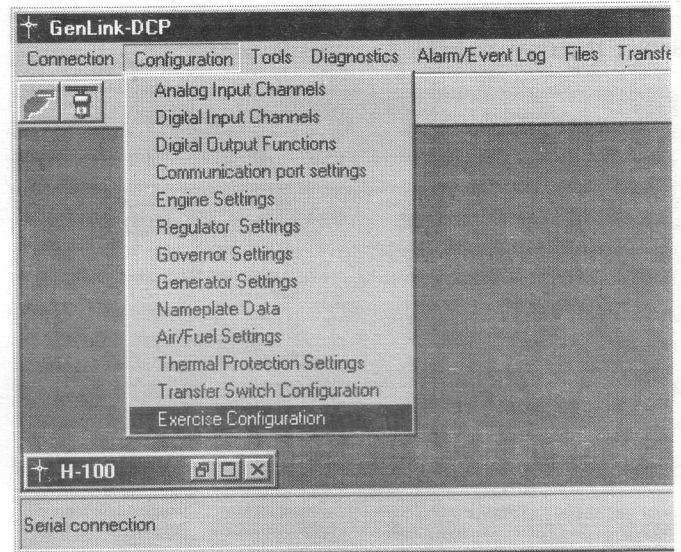 GenLink-DCP
Connection Configuration Tools Diagnostics Alarm/Event Log Files Transfe
Analog Input Channels
Digital Input Channels
Digital Output Functions
Communication port settings
Engine Settings
Regulator Settings
Governor Settings
Generator Settings
Nameplate Data
Air/Fuel Settings
Thermal Protection Settings
Transfer Switch Configuration
Exercise Configuration
H-100
Serial connection